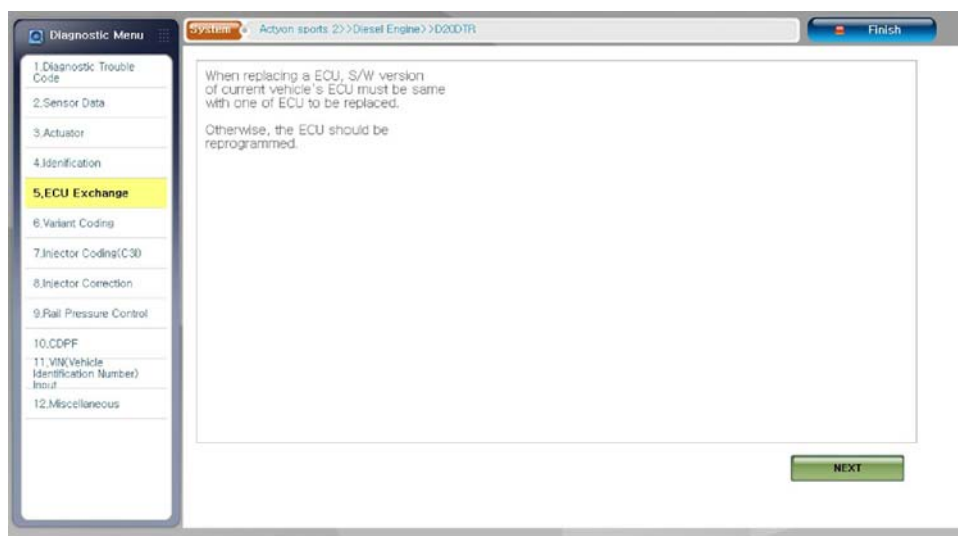 Diagnostic Menu
System
Actyon sports 2>>Diesel Engine>>D20DTR
Finish
1.Diagnostic Trouble
Code
2.Sensor Data
3.Actuator
4.Idenification
5.ECU Exchange
6.Variant Coding
7.Injector Coding(C3I)
8.Injector Correction
9.Rail Pressure Control
10.CDPF
11.VIN(Vehicle
Identification Number)
Input
12.Miscellaneous
When replacing a ECU, S/W version
of current vehicle's ECU must be same
with one of ECU to be replaced.
Otherwise, the ECU should be
reprogrammed.
NEXT